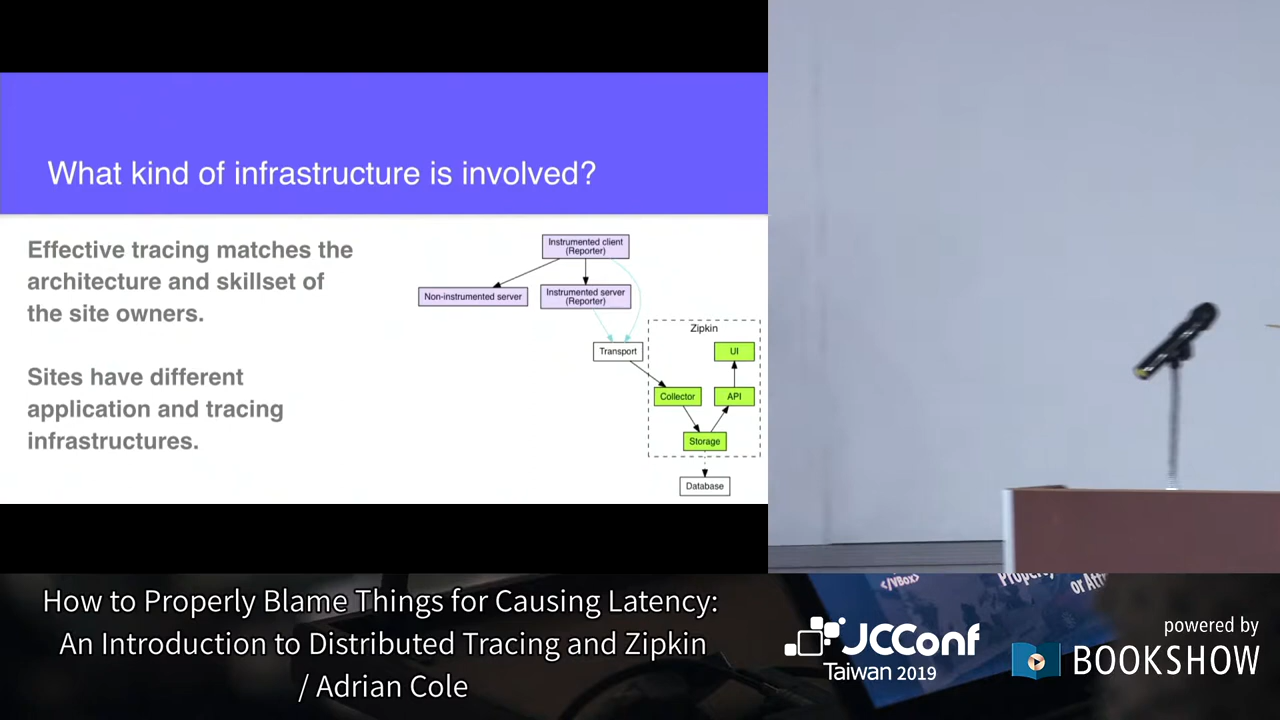 What kind of infrastructure is involved?
Effective tracing matches the
architecture and skillset of
the site owners.
Sites have different
application and tracing
infrastructures.
Instrumented client
(Reporter)
Non-instrumented server
Instrumented server
(Reporter)
Zipkin
Transport
UI
Collector
API
Storage
Database
How to Properly Blame Things for Causing Latency:
An Introduction to Distributed Tracing and Zipkin
/ Adrian Cole
</VBox>
or
JCConf
Taiwan 2019
powered by
BOOKSHOW